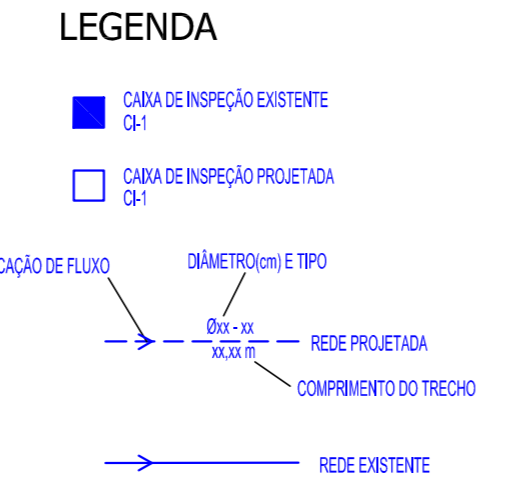 LEGENDA
CAIXA DE INSPEÇÃO EXISTENTE
CI-1
CAIXA DE INSPEÇÃO PROJETADA
CI-1
CAÇÃO DE FLUXO
DIÂMETRO(cm) E TIPO
Øxx - xx
xx,xx m
REDE PROJETADA
COMPRIMENTO DO TRECHO
REDE EXISTENTE